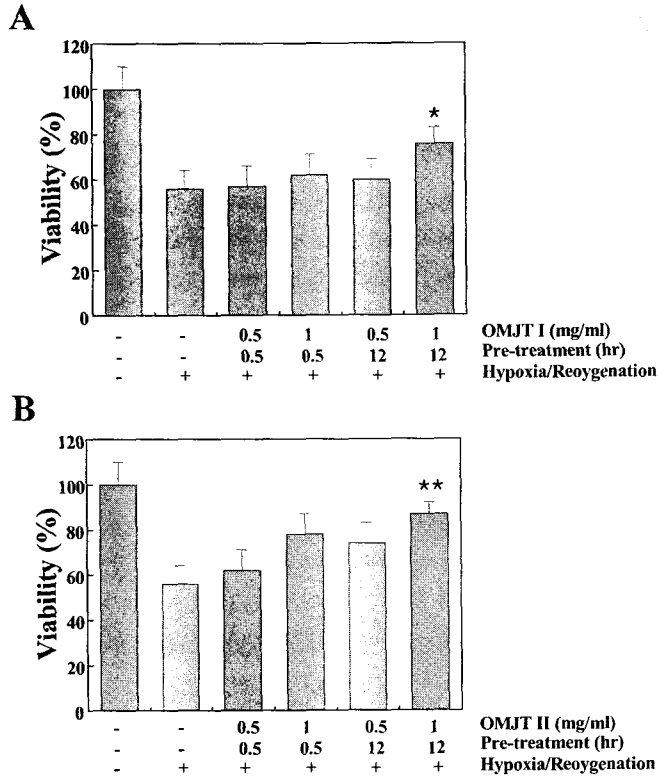 A
120
100
80
60
40
20
0
Viability (%)
*
- - 0.5 1 0.5 1 OMJT I (mg/ml)
- - 0.5 0.5 12 12 Pre-treatment (hr)
- + + + + + Hypoxia/Reoygenation
B
120
100
80
60
40
20
0
Viability (%)
**
- - 0.5 1 0.5 1 OMJT II (mg/ml)
- - 0.5 0.5 12 12 Pre-treatment (hr)
- + + + + + Hypoxia/Reoygenation